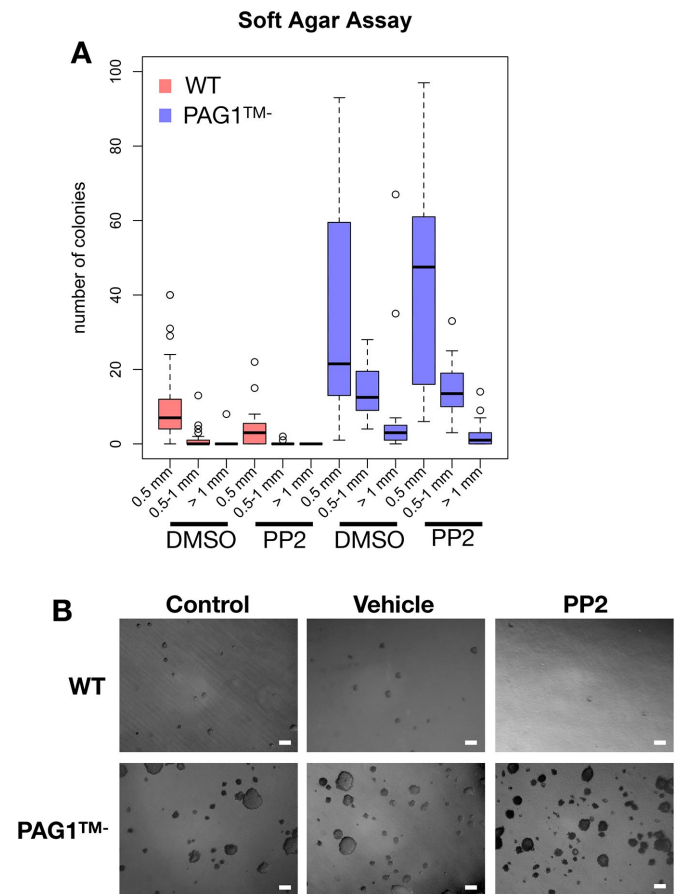 Soft Agar Assay
A
WT
PAG1TM-
number of colonies
0
20
40
60
80
100
0.5 mm
0.5-1 mm
> 1 mm
0.5 mm
0.5-1 mm
> 1 mm
0.5 mm
0.5-1 mm
> 1 mm
0.5 mm
0.5-1 mm
> 1 mm
DMSO
PP2
DMSO
PP2
B
Control
Vehicle
PP2
WT
PAG1TM-